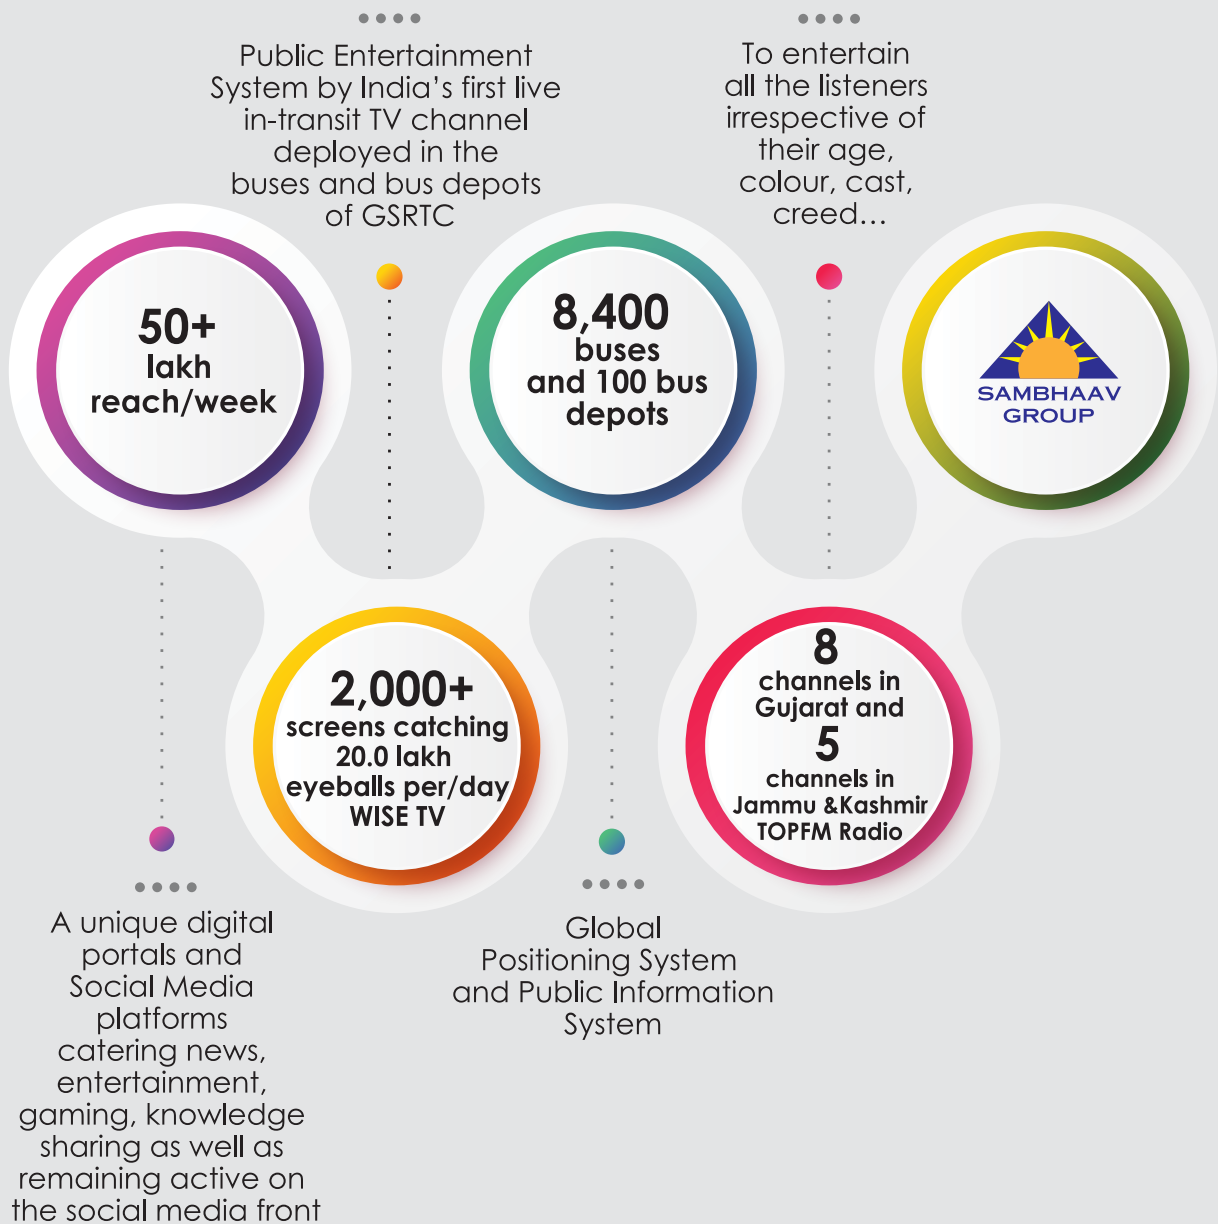 Public Entertainment
System by India’s first live
in-transit TV channel
deployed in the
buses and bus depots
of GSRTC
To entertain
all the listeners
irrespective of
their age,
colour, cast,
creed...
50+
lakh
reach/week
8,400
buses
and 100 bus
depots
SAMBHAAV
GROUP
2,000+
screens catching
20.0 lakh
eyeballs per/day
WISE TV
8
channels in
Gujarat and
5
channels in
Jammu &Kashmir
TOPFM Radio
A unique digital
portals and
Social Media
platforms
catering news,
entertainment,
gaming, knowledge
sharing as well as
remaining active on
the social media front
Global
Positioning System
and Public Information
System